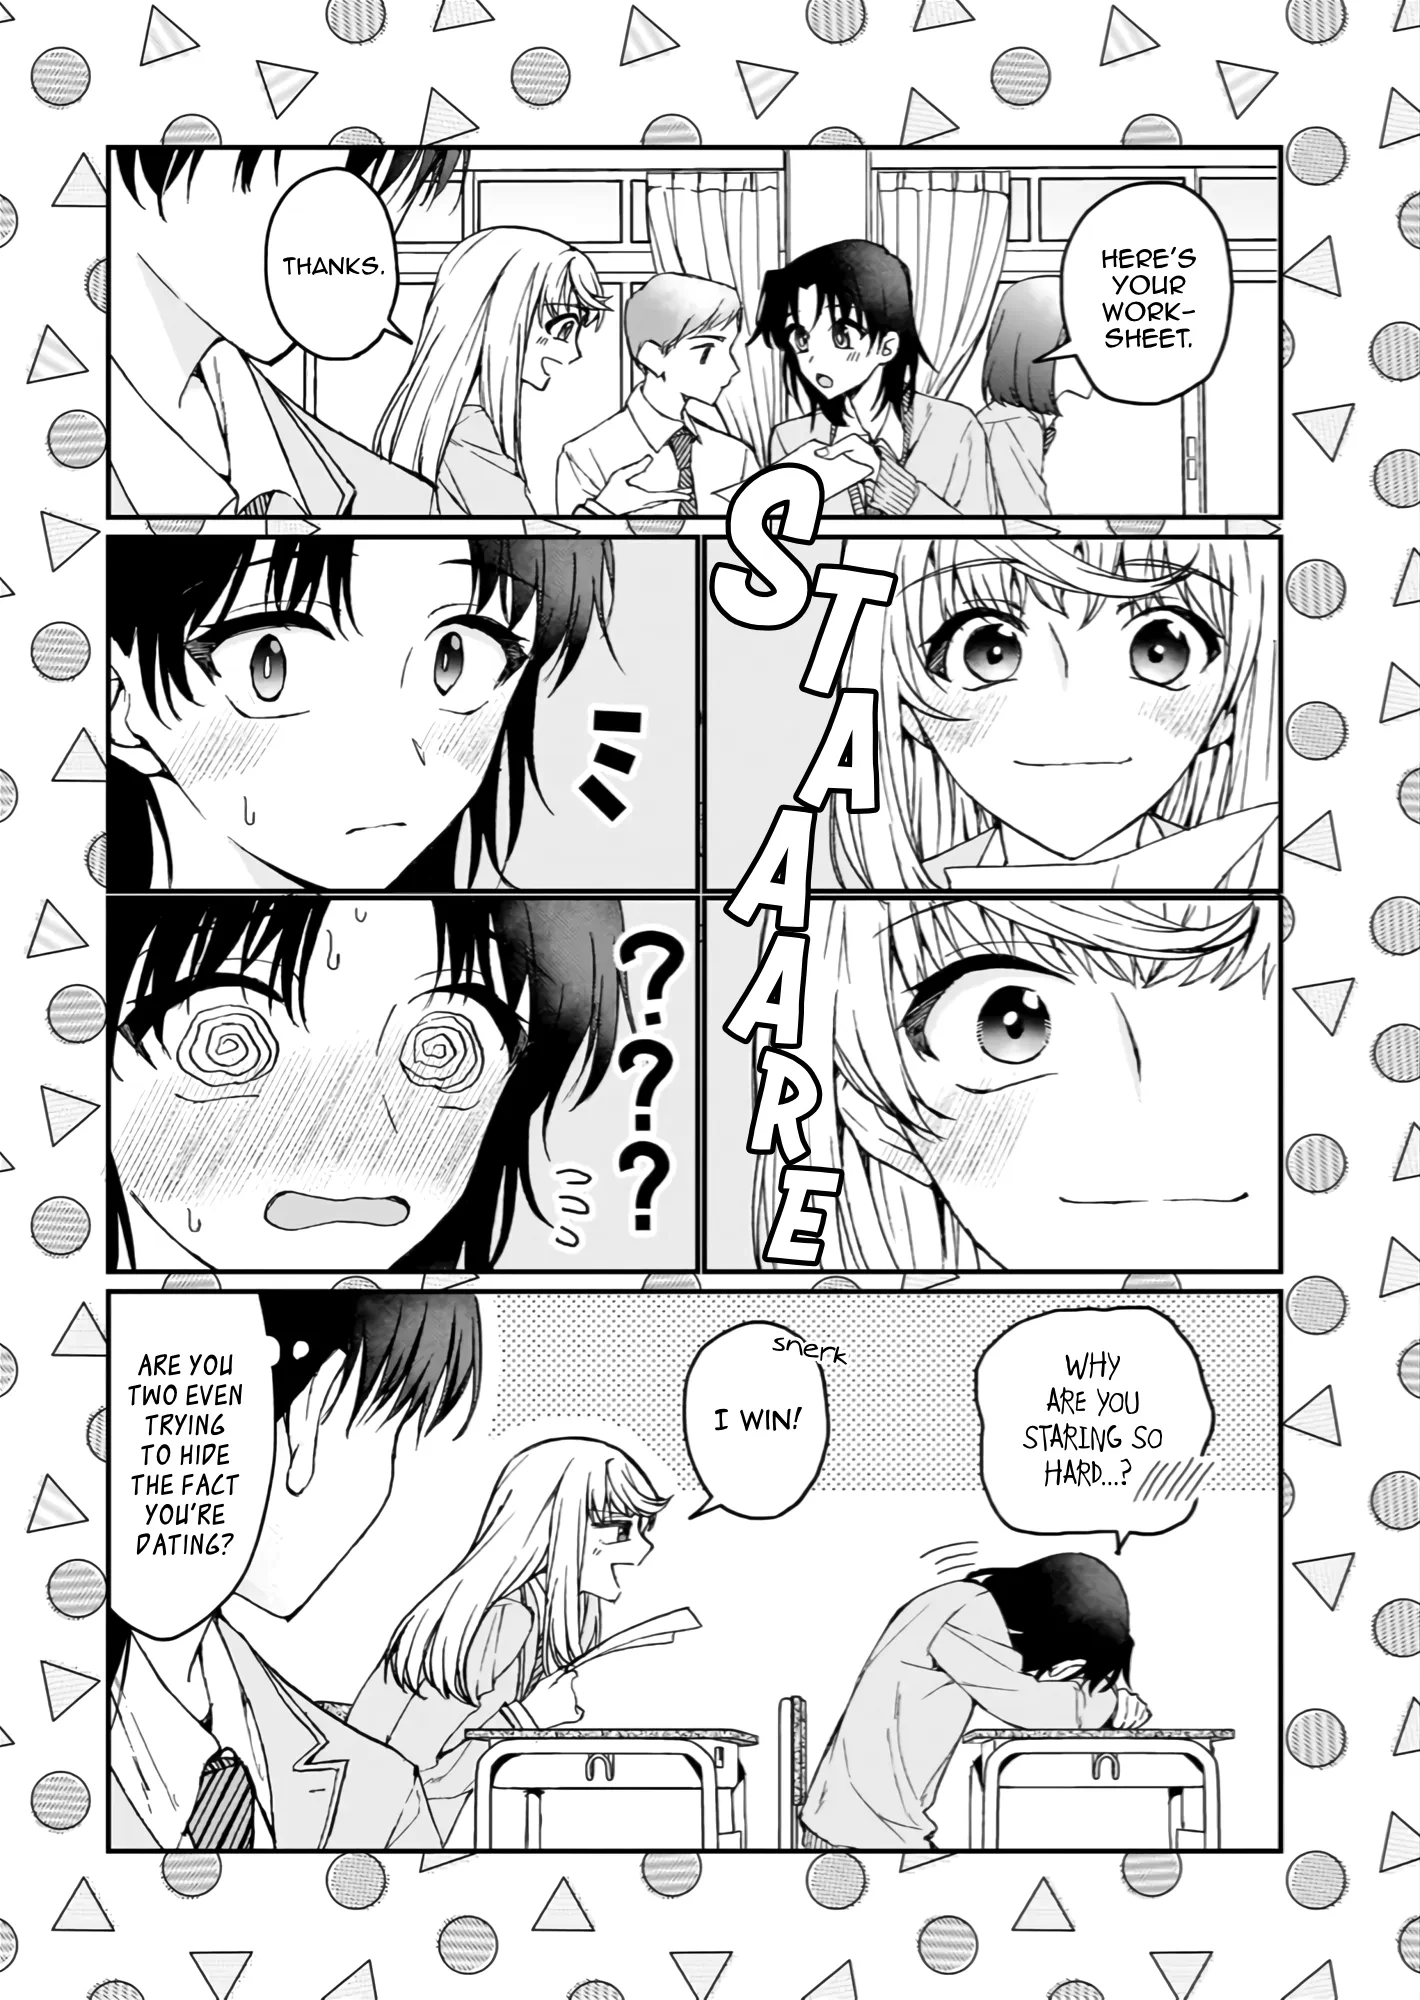 HERE'S
YOUR
WORK-
SHEET.
THANKS.
STAAAARE
???
WHY
ARE YOU
STARING SO
HARD...?
snerk
I WIN!
ARE YOU
TWO EVEN
TRYING
TO HIDE
THE FACT
YOU'RE
DATING?